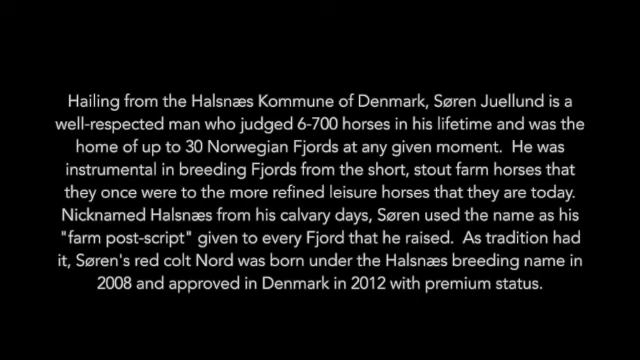 Hailing from the Halsnæs Kommune of Denmark, Søren Juellund is a
well-respected man who judged 6-700 horses in his lifetime and was the
home of up to 30 Norwegian Fjords at any given moment.  He was
instrumental in breeding Fjords from the short, stout farm horses that
they once were to the more refined leisure horses that they are today.
Nicknamed Halsnæs from his calvary days, Søren used the name as his
"farm post-script" given to every Fjord that he raised.  As tradition had
it, Søren's red colt Nord was born under the Halsnæs breeding name in
2008 and approved in Denmark in 2012 with premium status.